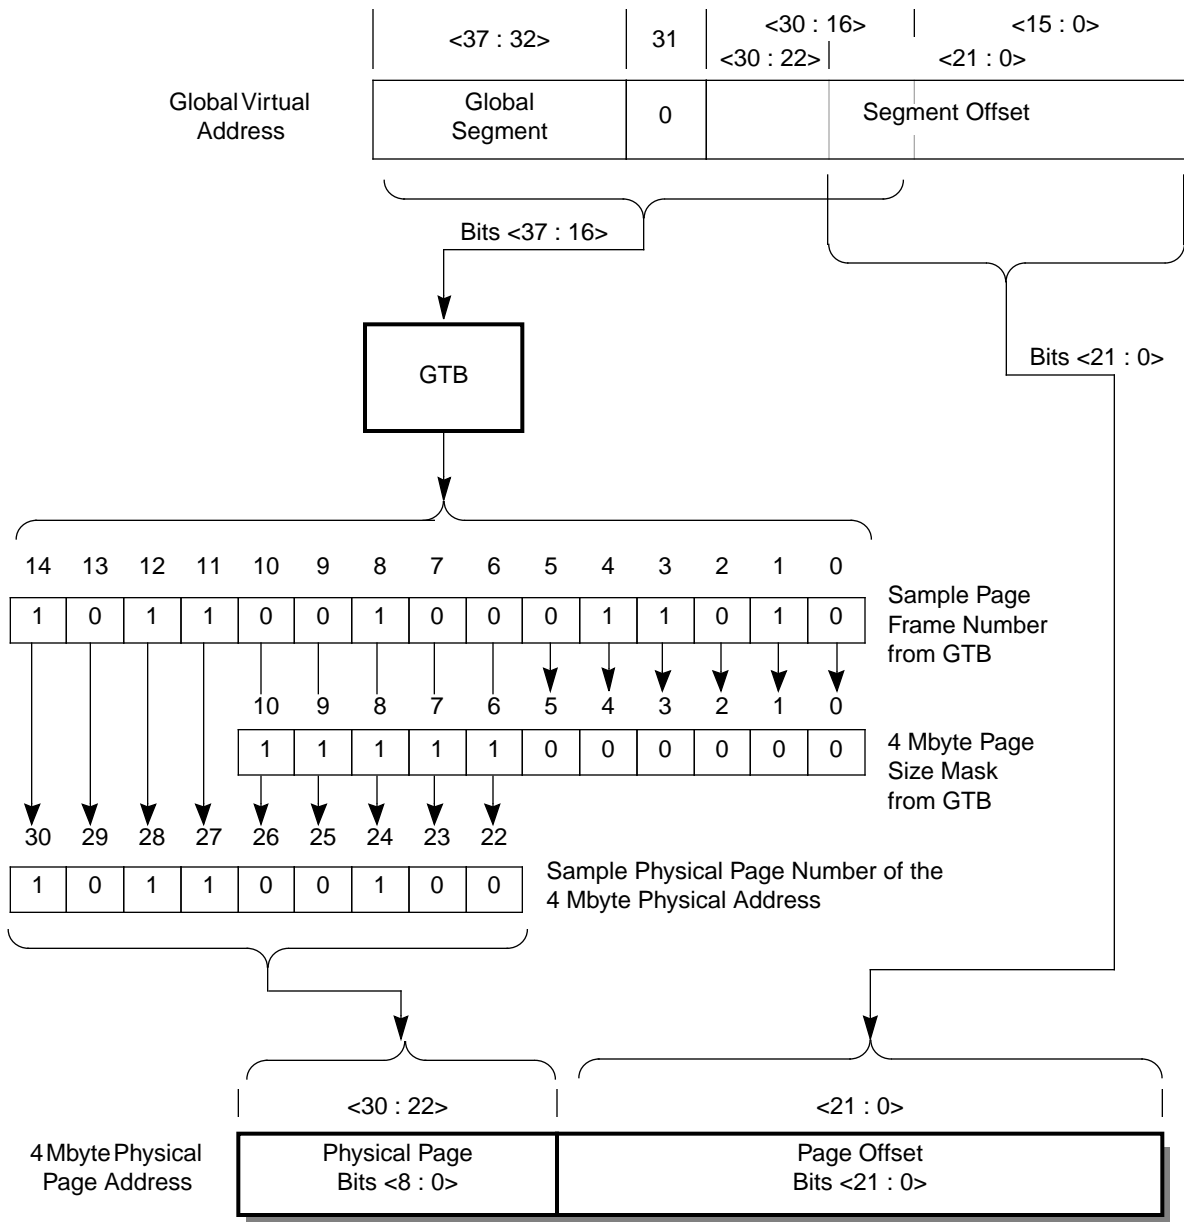 <30 : 16> <15 : 0>
<37 : 32> 31
<30 : 22> <21 : 0>
Global Virtual
Address
Global
Segment
0
Segment Offset
Bits <37 : 16>
Bits <21 : 0>
GTB
14 13 12 11 10 9 8 7 6 5 4 3 2 1 0
1 0 1 1 0 0 1 0 0 0 1 1 0 1 0
Sample Page
Frame Number
from GTB
10 9 8 7 6 5 4 3 2 1 0
1 1 1 1 1 0 0 0 0 0 0
4 Mbyte Page
Size Mask
from GTB
30 29 28 27 26 25 24 23 22
1 0 1 1 0 0 1 0 0
Sample Physical Page Number of the
4 Mbyte Physical Address
<30 : 22> <21 : 0>
4 Mbyte Physical
Page Address
Physical Page
Bits <8 : 0>
Page Offset
Bits <21 : 0>